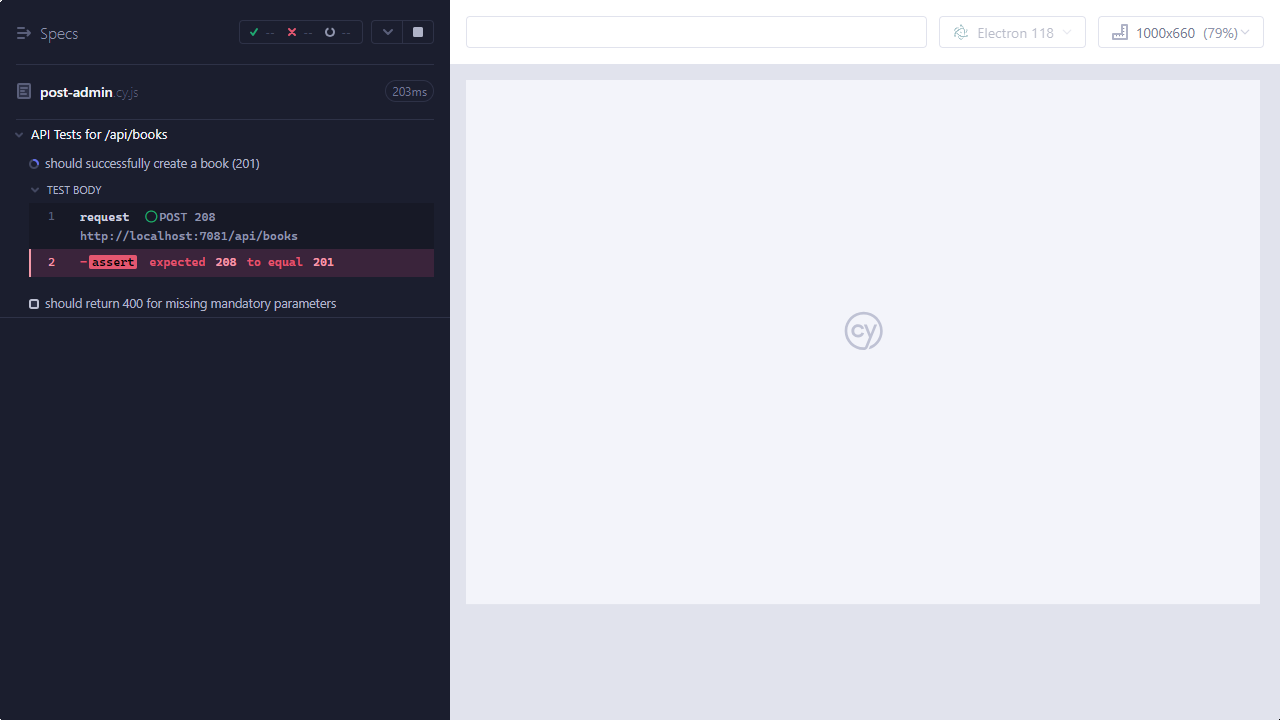 Specs -- -- --
post-admin.cy.js 203ms
API Tests for /api/books
should successfully create a book (201)
TEST BODY
1 request POST 208
http://localhost:7081/api/books
2 -assert expected 208 to equal 201
should return 400 for missing mandatory parameters
Electron 118
1000x660 (79%)
cy